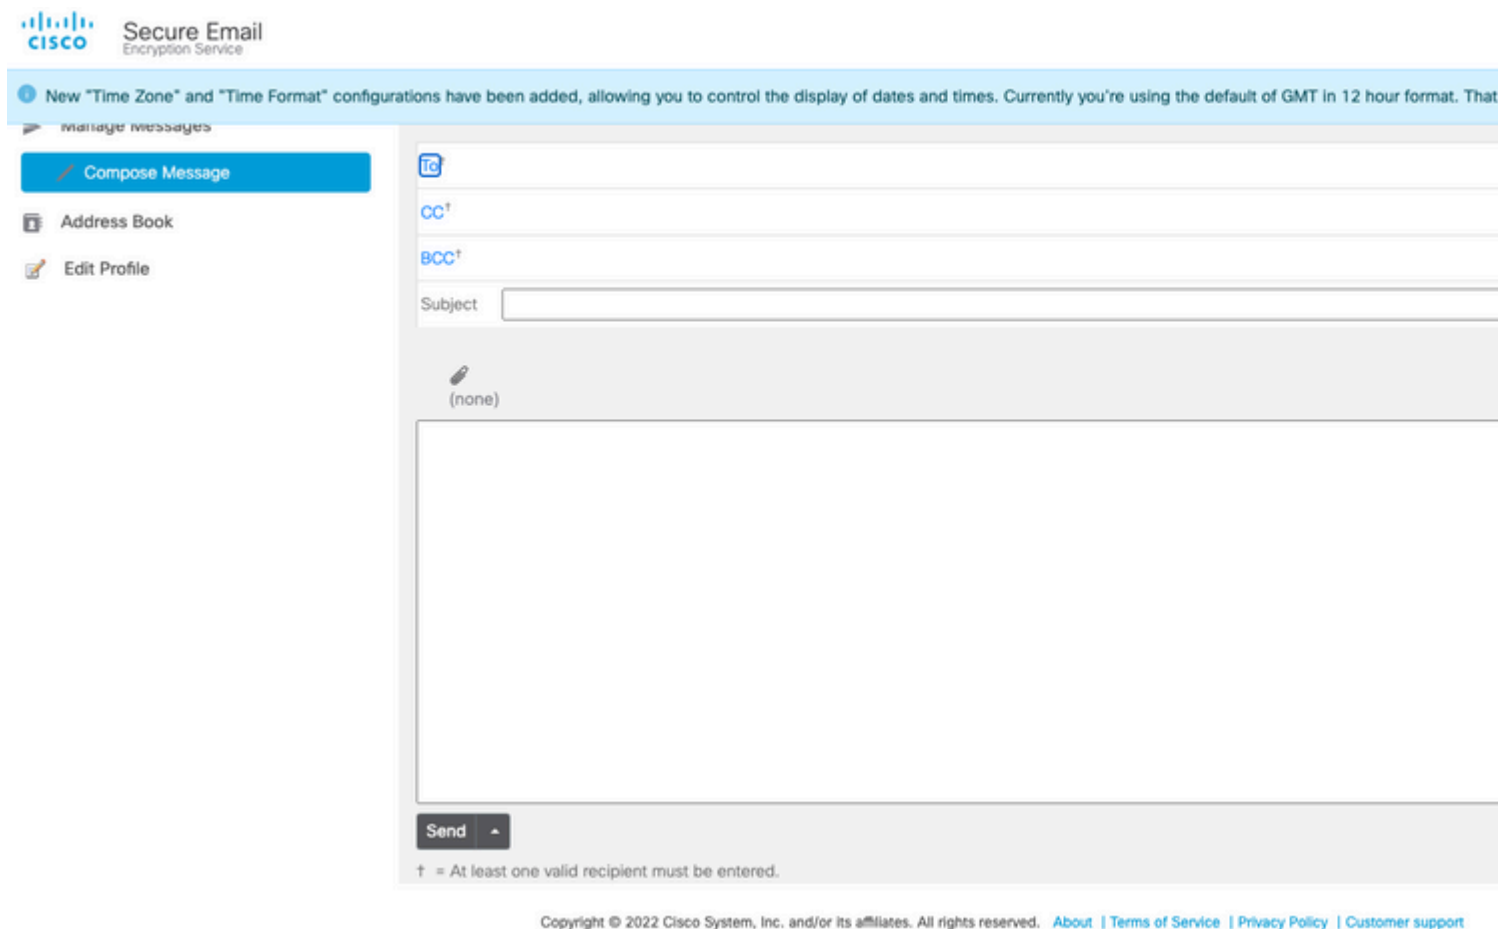 CISCO
Secure Email
Encryption Service
New "Time Zone" and "Time Format" configurations have been added, allowing you to control the display of dates and times. Currently you're using the default of GMT in 12 hour format. That
Manage Messages
Compose Message
Address Book
Edit Profile
To†
CC†
BCC†
Subject
(none)
Send
† = At least one valid recipient must be entered.
Copyright © 2022 Cisco System, Inc. and/or its affiliates. All rights reserved. About | Terms of Service | Privacy Policy | Customer support